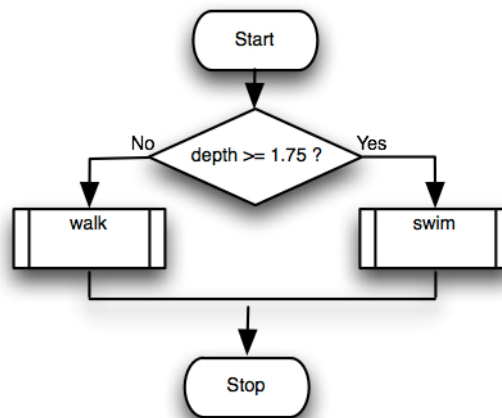 Start
No
Yes
depth >= 1.75 ?
walk
swim
Stop